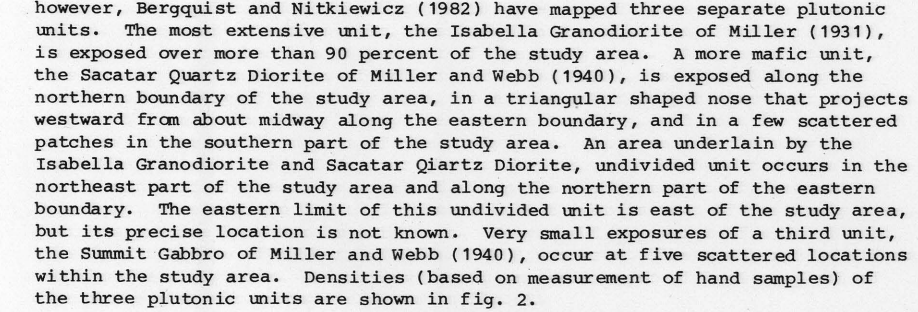 however, Bergquist and Nitkiewicz (1982) have mapped three separate plutonic
units.  The most extensive unit, the Isabella Granodiorite of Miller (1931),
is exposed over more than 90 percent of the study area.  A more mafic unit,
the Sacatar Quartz Diorite of Miller and Webb (1940), is exposed along the
northern boundary of the study area, in a triangular shaped nose that projects
westward from about midway along the eastern boundary, and in a few scattered
patches in the southern part of the study area.  An area underlain by the
Isabella Granodiorite and Sacatar Qiartz Diorite, undivided unit occurs in the
northeast part of the study area and along the northern part of the eastern
boundary.  The eastern limit of this undivided unit is east of the study area,
but its precise location is not known.  Very small exposures of a third unit,
the Summit Gabbro of Miller and Webb (1940), occur at five scattered locations
within the study area.  Densities (based on measurement of hand samples) of
the three plutonic units are shown in fig. 2.